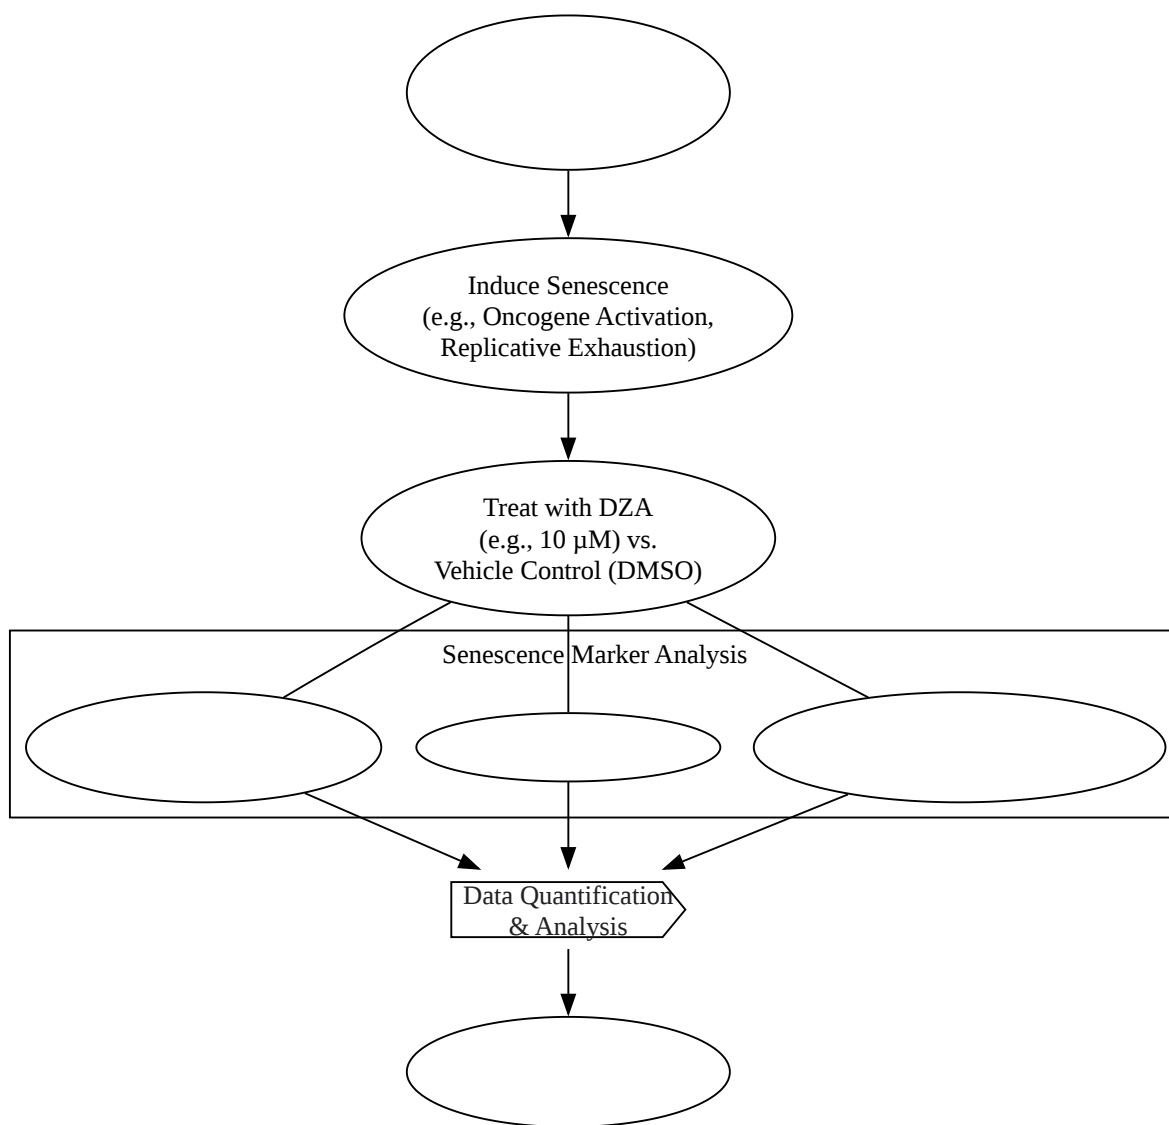 Induce Senescence
(e.g., Oncogene Activation,
Replicative Exhaustion)
Treat with DZA
(e.g., 10 µM) vs.
Vehicle Control (DMSO)
Senescence Marker Analysis
Data Quantification
& Analysis